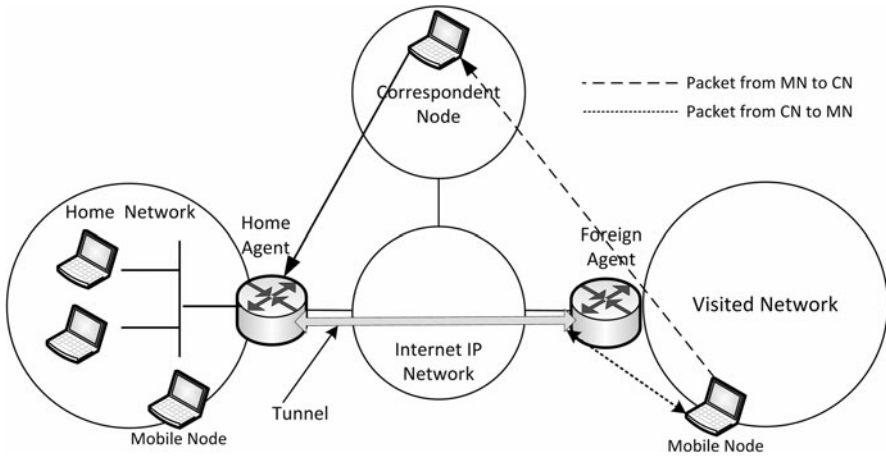 Correspondent
Node
Packet from MN to CN
Packet from CN to MN
Home Network
Home
Agent
Foreign
Agent
Visited Network
Internet IP
Network
Tunnel
Mobile Node
Mobile Node